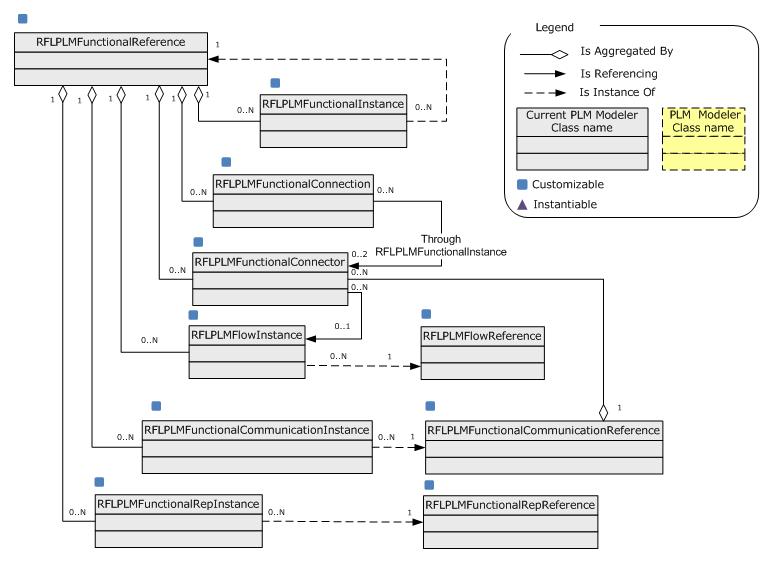 Legend
Is Aggregated By
Is Referencing
Is Instance Of
Current PLM Modeler
Class name
PLM Modeler
Class name
Customizable
Instantiable
RFLPLMFunctionalReference
1
1
1
1
1
1
1
RFLPLMFunctionalInstance
0..N
0..N
RFLPLMFunctionalConnection
0..N
0..N
Through
RFLPLMFunctionalInstance
RFLPLMFunctionalConnector
0..2
0..N
0..N
0..N
RFLPLMFlowInstance
0..1
0..N
0..N
1
RFLPLMFlowReference
RFLPLMFunctionalCommunicationInstance
0..N
0..N
1
1
RFLPLMFunctionalCommunicationReference
RFLPLMFunctionalRepInstance
0..N
0..N
1
RFLPLMFunctionalRepReference